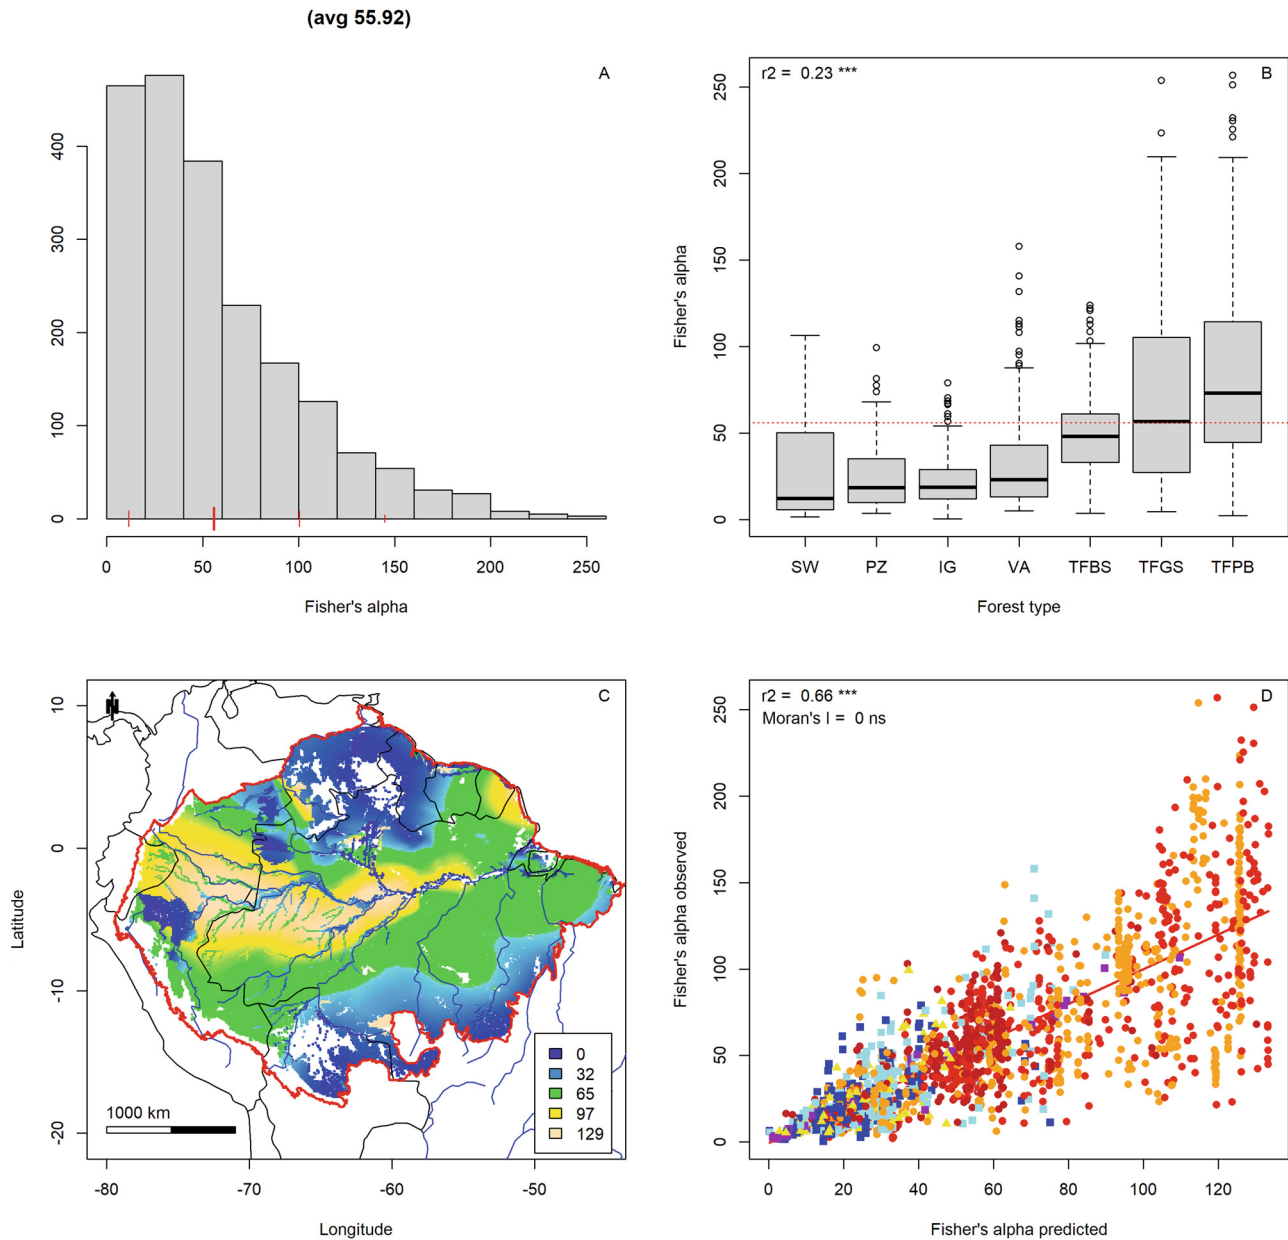 (avg 55.92)
A
400
300
200
100
0
0 50 100 150 200 250
Fisher's alpha
r2 = 0.23 ***
B
250
200
150
100
50
0
Fisher's alpha
SW PZ IG VA TFBS TFGS TFPB
Forest type
C
N
10
0
-10
-20
Latitude
0
32
65
97
129
1000 km
-80 -70 -60 -50
Longitude
r2 = 0.66 ***
D
Moran's I = 0 ns
250
200
150
100
50
0
Fisher's alpha observed
0 20 40 60 80 100 120
Fisher's alpha predicted